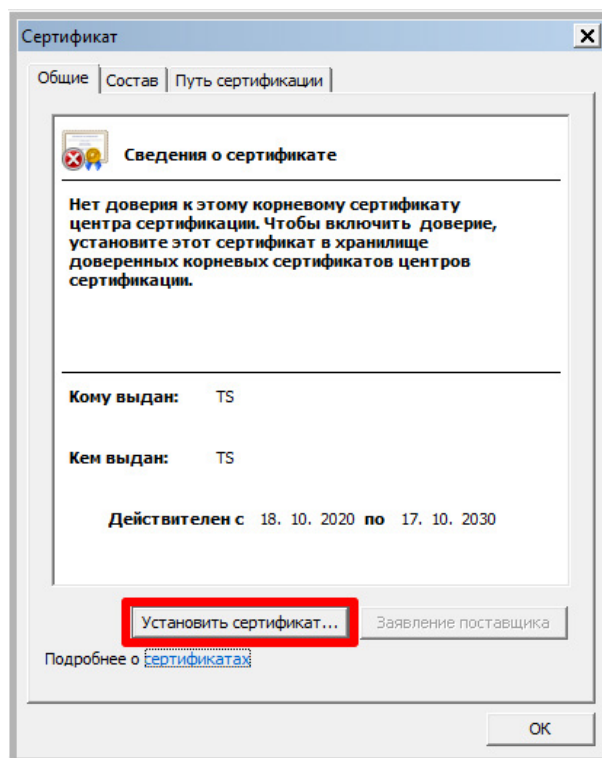 Сертификат
Общие Состав Путь сертификации
Сведения о сертификате
Нет доверия к этому корневому сертификату
центра сертификации. Чтобы включить доверие,
установите этот сертификат в хранилище
доверенных корневых сертификатов центров
сертификации.
Кому выдан: TS
Кем выдан: TS
Действителен с 18. 10. 2020 по 17. 10. 2030
Установить сертификат... Заявление поставщика
Подробнее о сертификатах
ОК